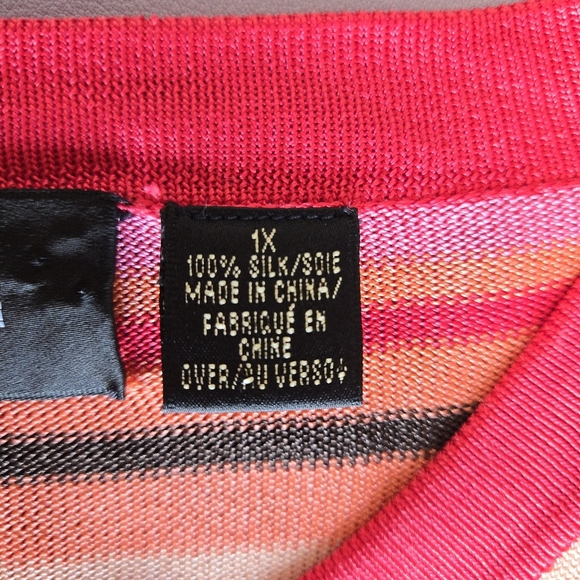 1X
100% SILK/SOIE
MADE IN CHINA/
FABRIQUÉ EN
CHINE
OVER/AU VERSO↓